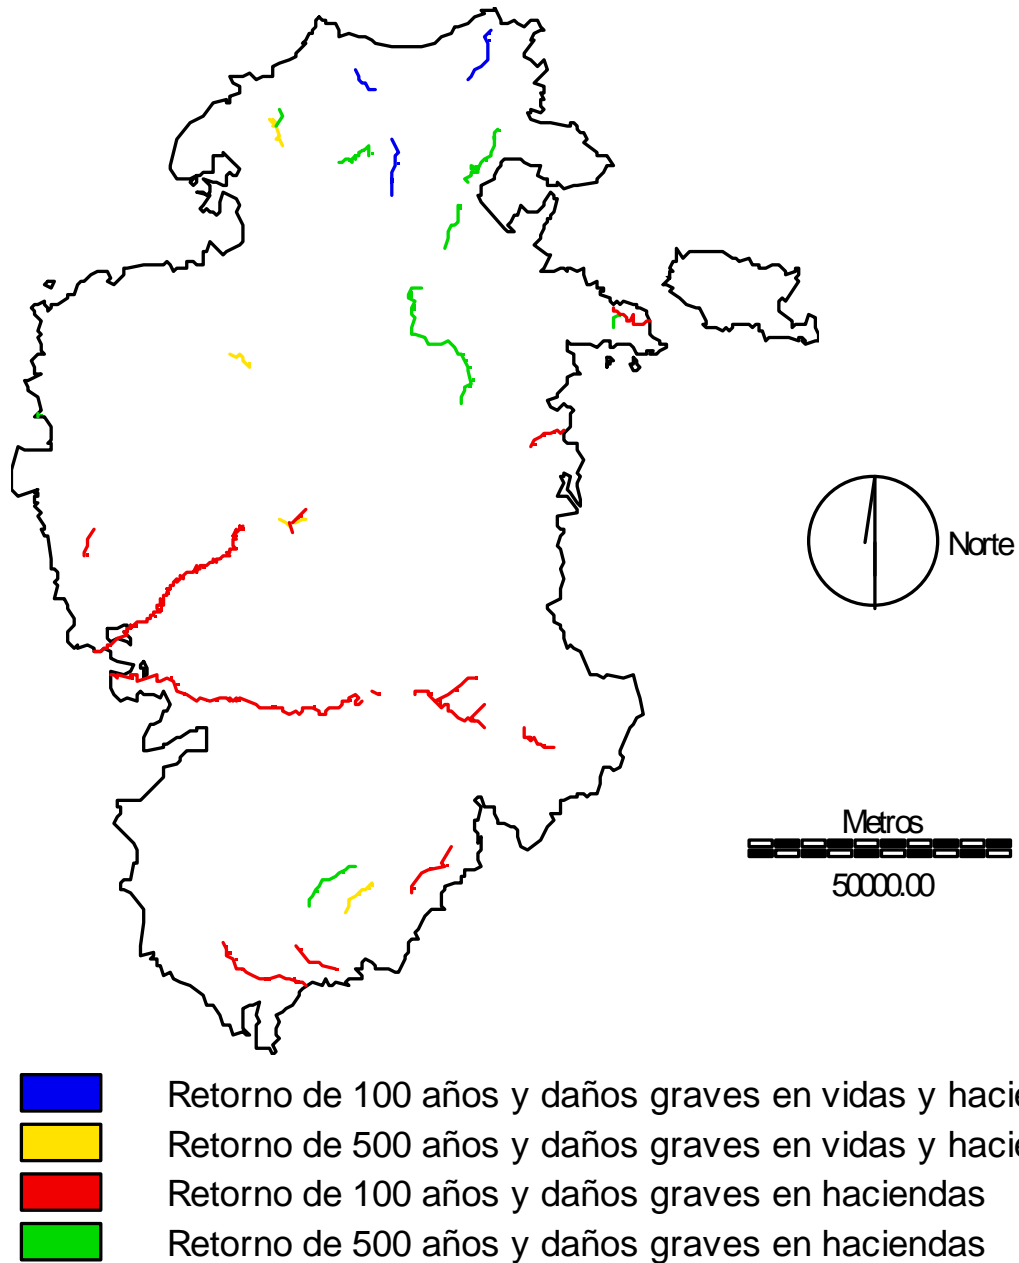 Norte
Metros
50000.00
Retorno de 100 años y daños graves en vidas y
Retorno de 500 años y daños graves en vidas y
Retorno de 100 años y daños graves en haciendas
Retorno de 500 años y daños graves en haciendas